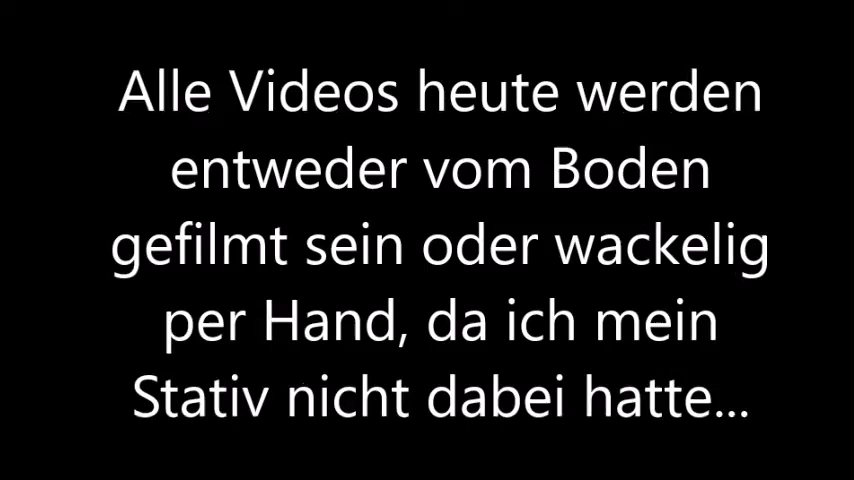 Alle Videos heute werden
entweder vom Boden
gefilmt sein oder wackelig
per Hand, da ich mein
Stativ nicht dabei hatte...